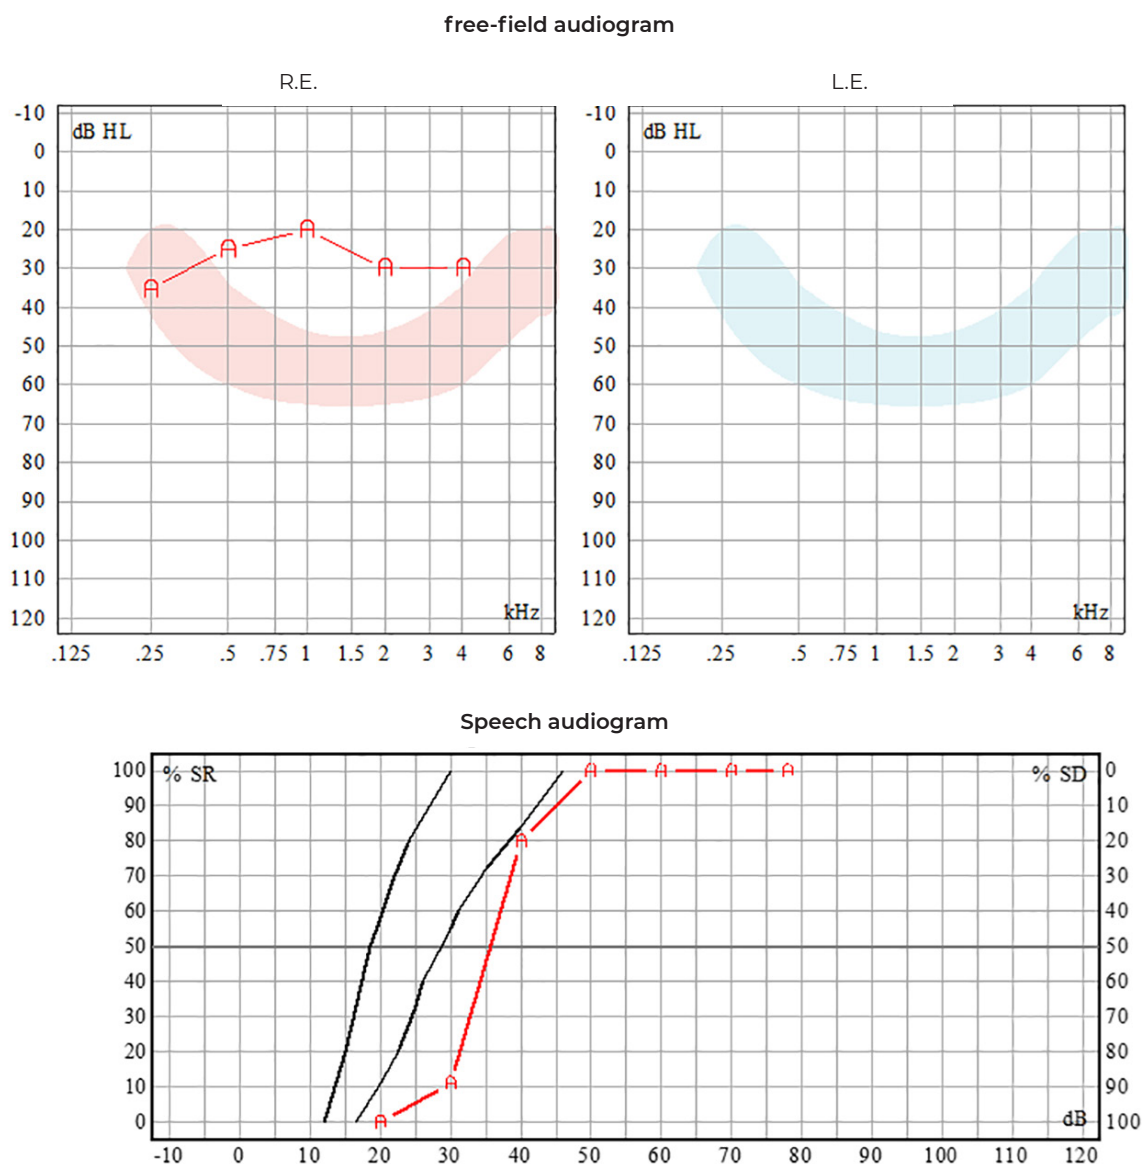 free-field audiogram
R.E. L.E.
-10 dB HL -10 dB HL
0 0
10 10
20 20
30 30
40 40
50 50
60 60
70 70
80 80
90 90
100 100
110 110
120 kHz 120 kHz
.125 .25 .5 .75 1 1.5 2 3 4 6 8 .125 .25 .5 .75 1 1.5 2 3 4 6 8
Speech audiogram
100 % SR % SD 0
90 10
80 20
70 30
60 40
50 50
40 60
30 70
20 80
10 90
0 dB 100
-10 0 10 20 30 40 50 60 70 80 90 100 110 120